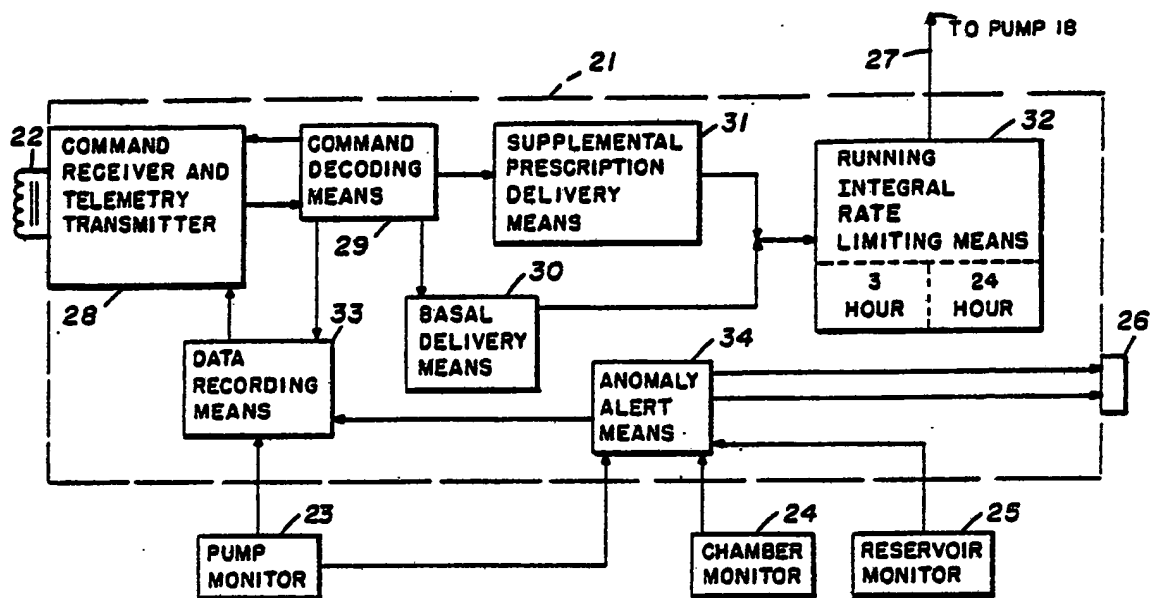 TO PUMP 18
27
21
22
COMMAND
RECEIVER AND
TELEMETRY
TRANSMITTER
28
COMMAND
DECODING
MEANS
29
31
SUPPLEMENTAL
PRESCRIPTION
DELIVERY
MEANS
32
RUNNING
INTEGRAL
RATE
LIMITING MEANS
3
HOUR
24
HOUR
30
BASAL
DELIVERY
MEANS
33
DATA
RECORDING
MEANS
34
ANOMALY
ALERT
MEANS
26
23
PUMP
MONITOR
24
CHAMBER
MONITOR
25
RESERVOIR
MONITOR